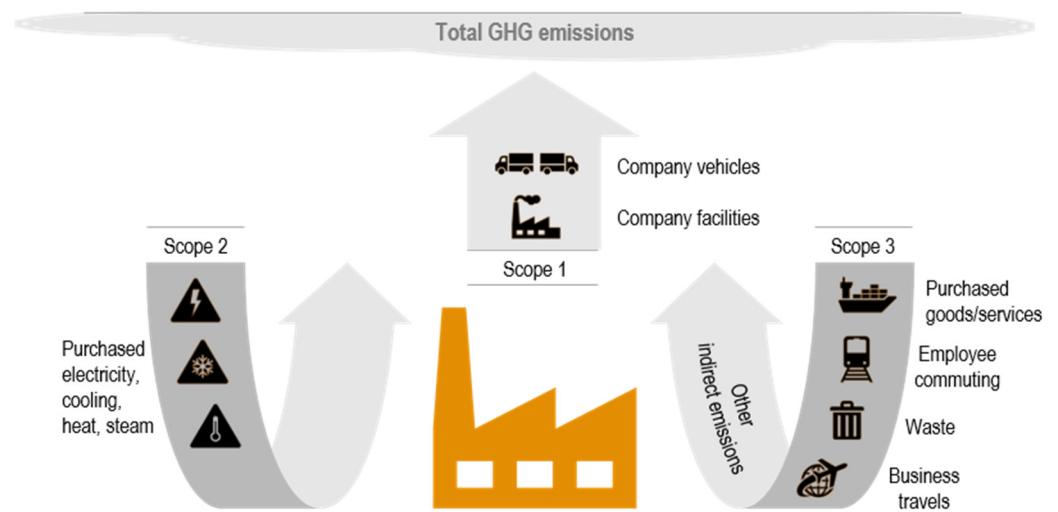 Total GHG emissions
Company vehicles
Company facilities
Scope 2
Scope 1
Scope 3
Purchased
electricity,
cooling,
heat, steam
Other
indirect emissions
Purchased
goods/services
Employee
commuting
Waste
Business
travels